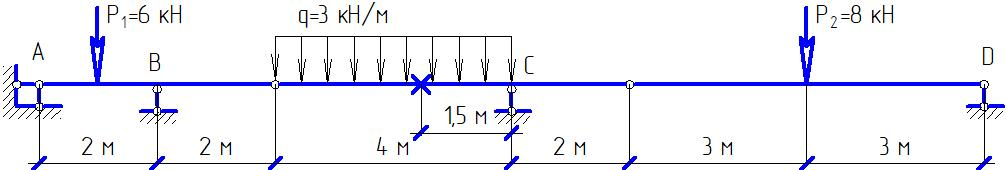 P₁=6 кН
q=3 кН/м
P₂=8 кН
A
B
C
D
1,5 м
2 м
2 м
4 м
2 м
3 м
3 м